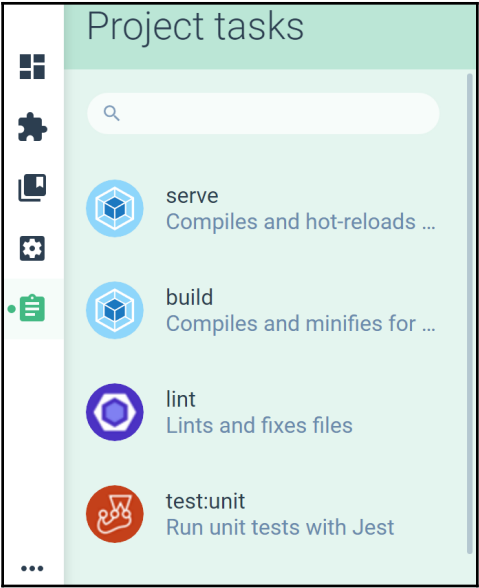 Project tasks
serve
Compiles and hot-reloads ...
build
Compiles and minifies for ...
lint
Lints and fixes files
test:unit
Run unit tests with Jest